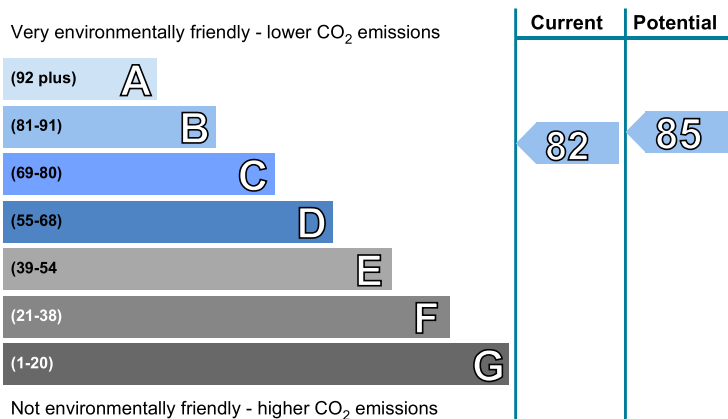 Very environmentally friendly - lower CO₂ emissions
Current
Potential
(92 plus) A
(81-91) B
(69-80) C
(55-68) D
(39-54 E
(21-38) F
(1-20) G
82
85
Not environmentally friendly - higher CO₂ emissions